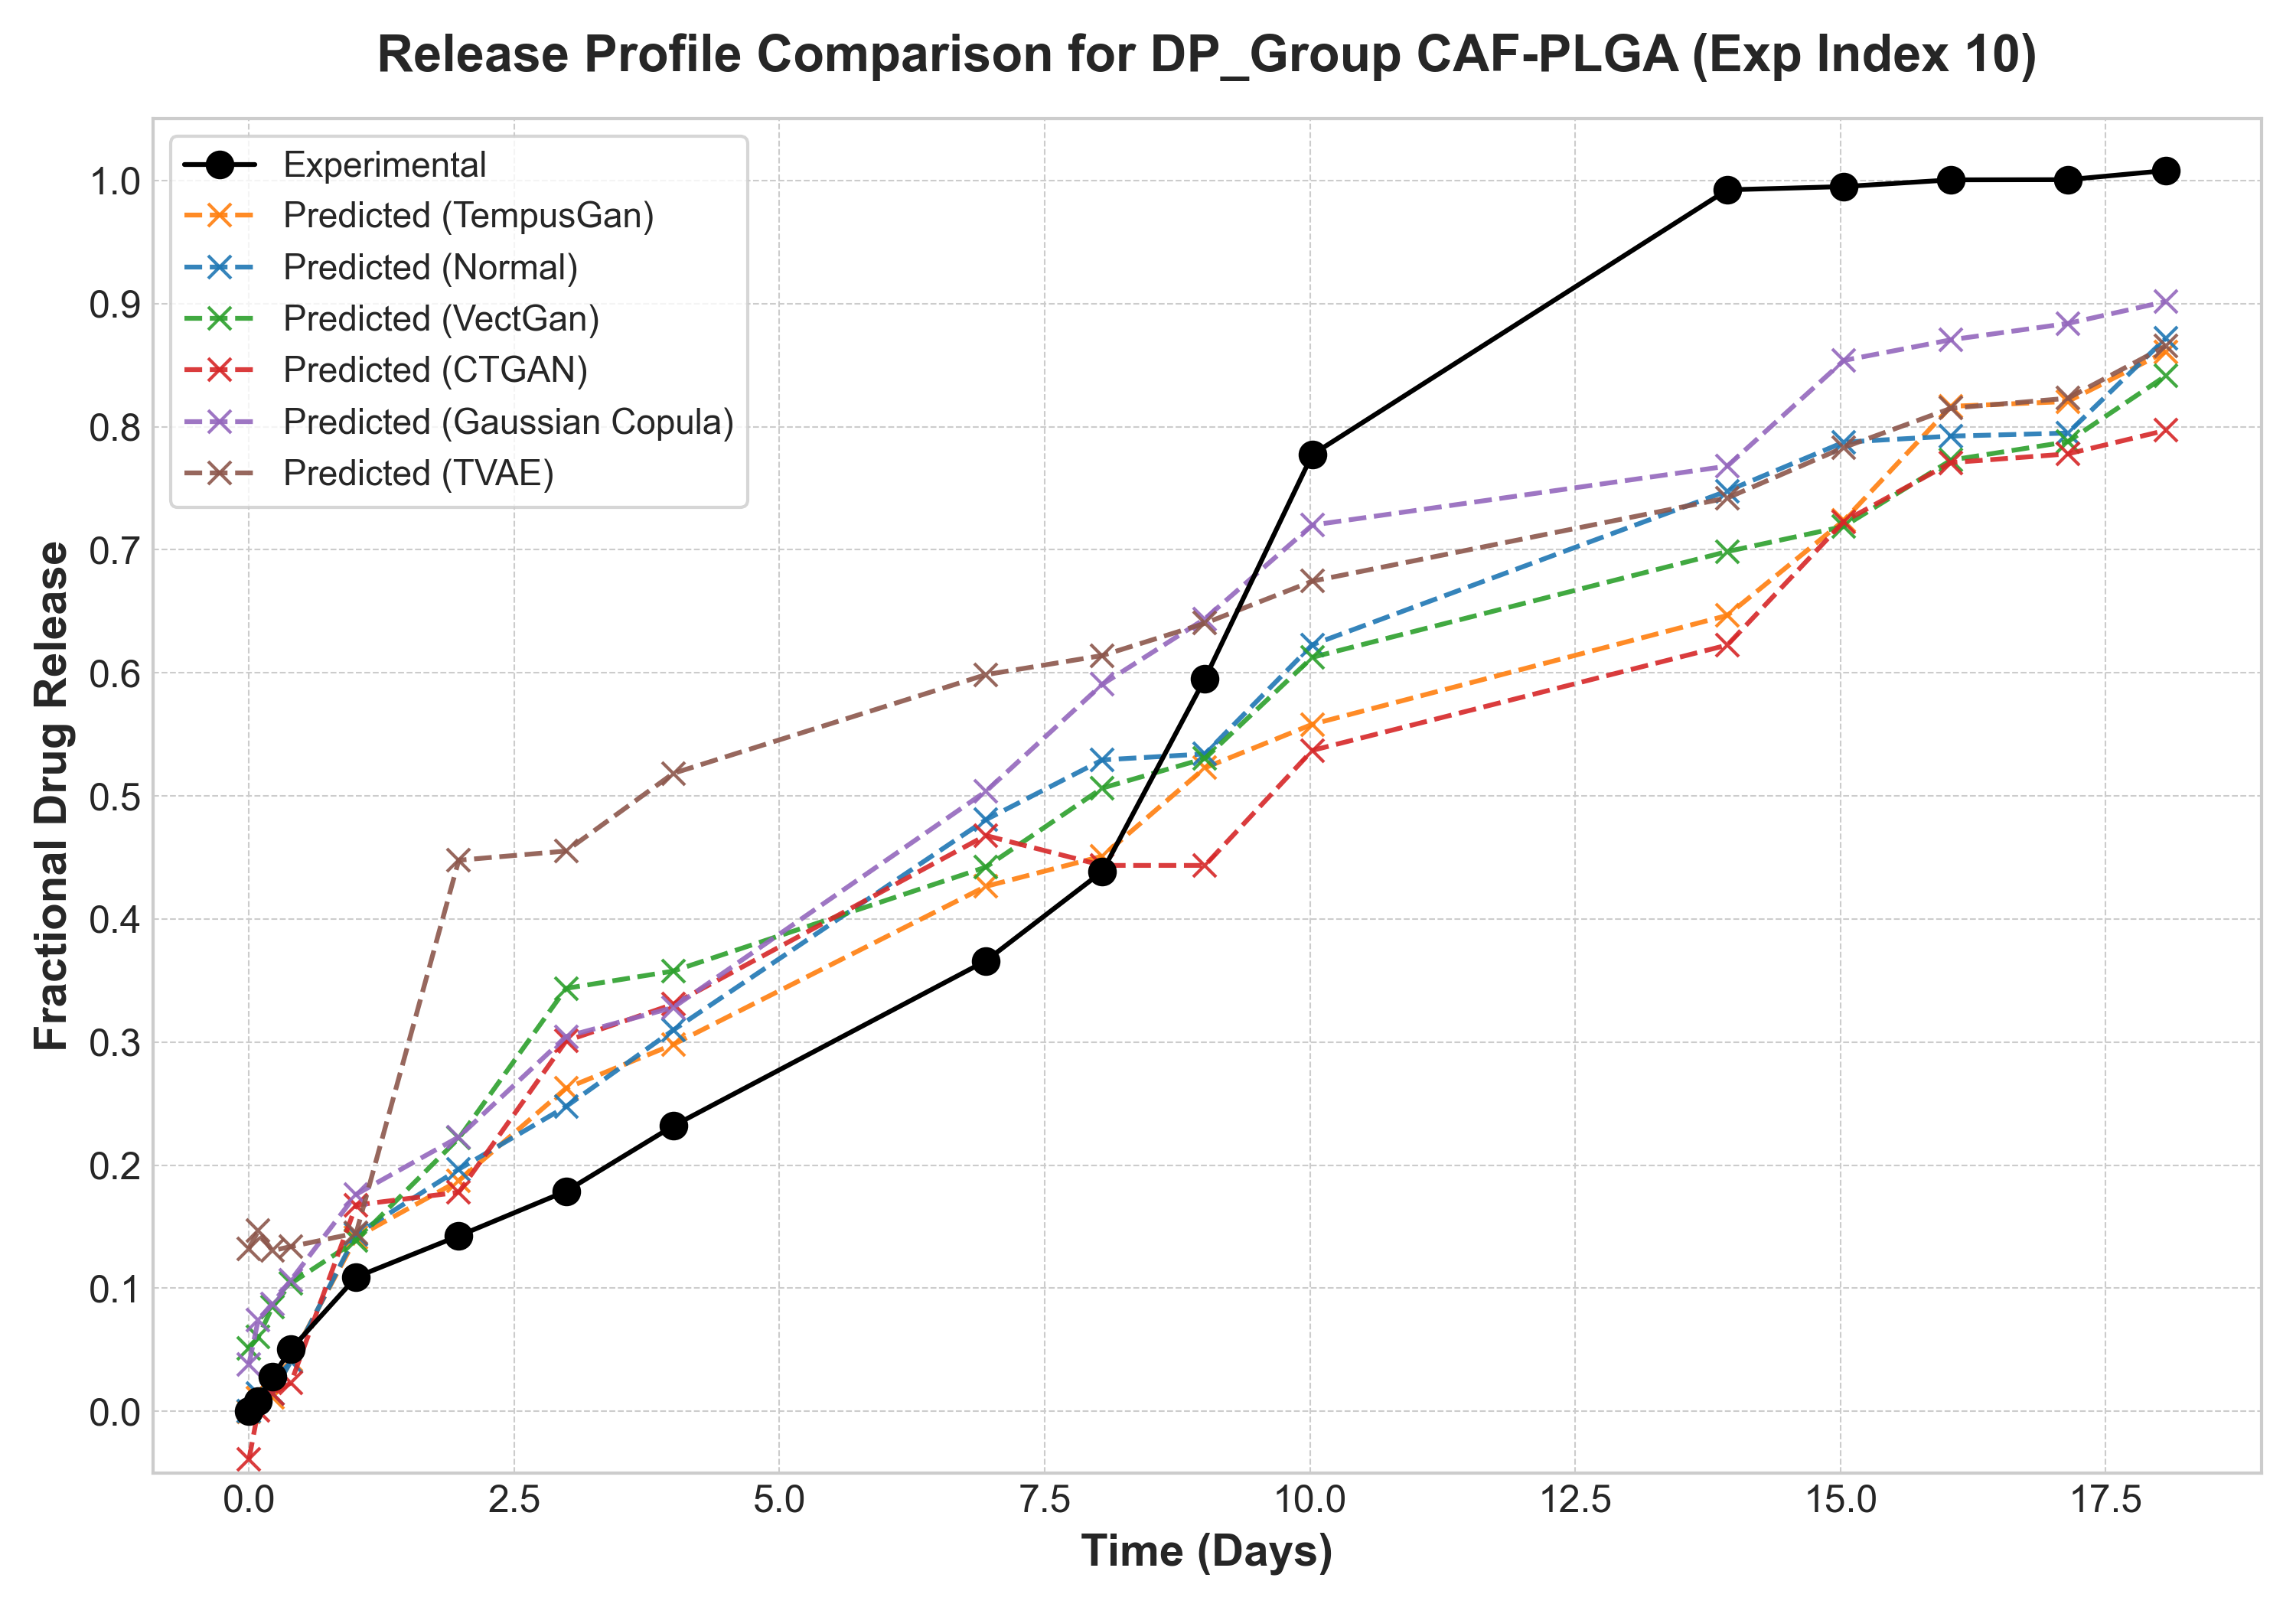 Release Profile Comparison for DP_Group CAF-PLGA (Exp Index 10)
Experimental
Predicted (TempusGan)
Predicted (Normal)
Predicted (VectGan)
Predicted (CTGAN)
Predicted (Gaussian Copula)
Predicted (TVAE)
Fractional Drug Release
1.0
0.9
0.8
0.7
0.6
0.5
0.4
0.3
0.2
0.1
0.0
0.0 2.5 5.0 7.5 10.0 12.5 15.0 17.5
Time (Days)